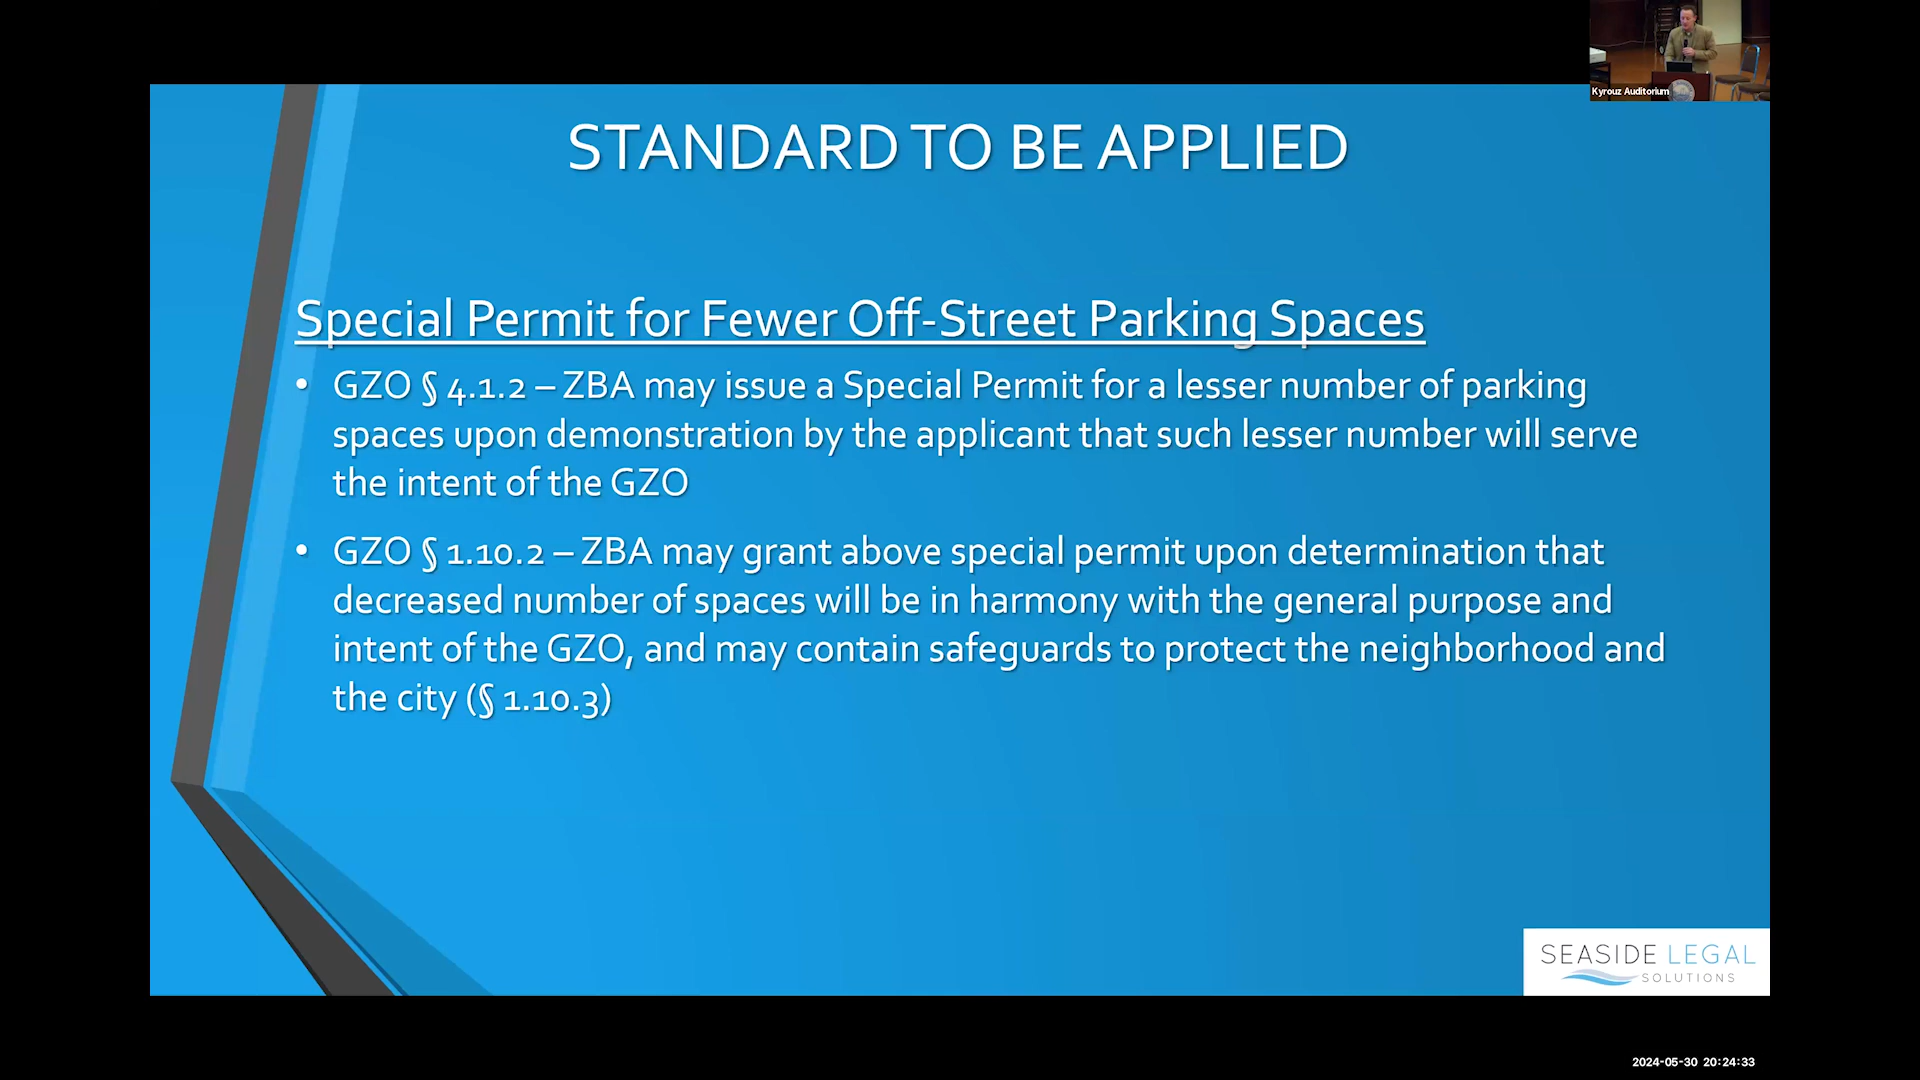 Kyrouz Auditorium
STANDARD TO BE APPLIED
Special Permit for Fewer Off-Street Parking Spaces
• GZO § 4.1.2 – ZBA may issue a Special Permit for a lesser number of parking
spaces upon demonstration by the applicant that such lesser number will serve
the intent of the GZO
• GZO § 1.10.2 – ZBA may grant above special permit upon determination that
decreased number of spaces will be in harmony with the general purpose and
intent of the GZO, and may contain safeguards to protect the neighborhood and
the city (§ 1.10.3)
SEASIDE LEGAL
SOLUTIONS
2024-05-30 20:24:33